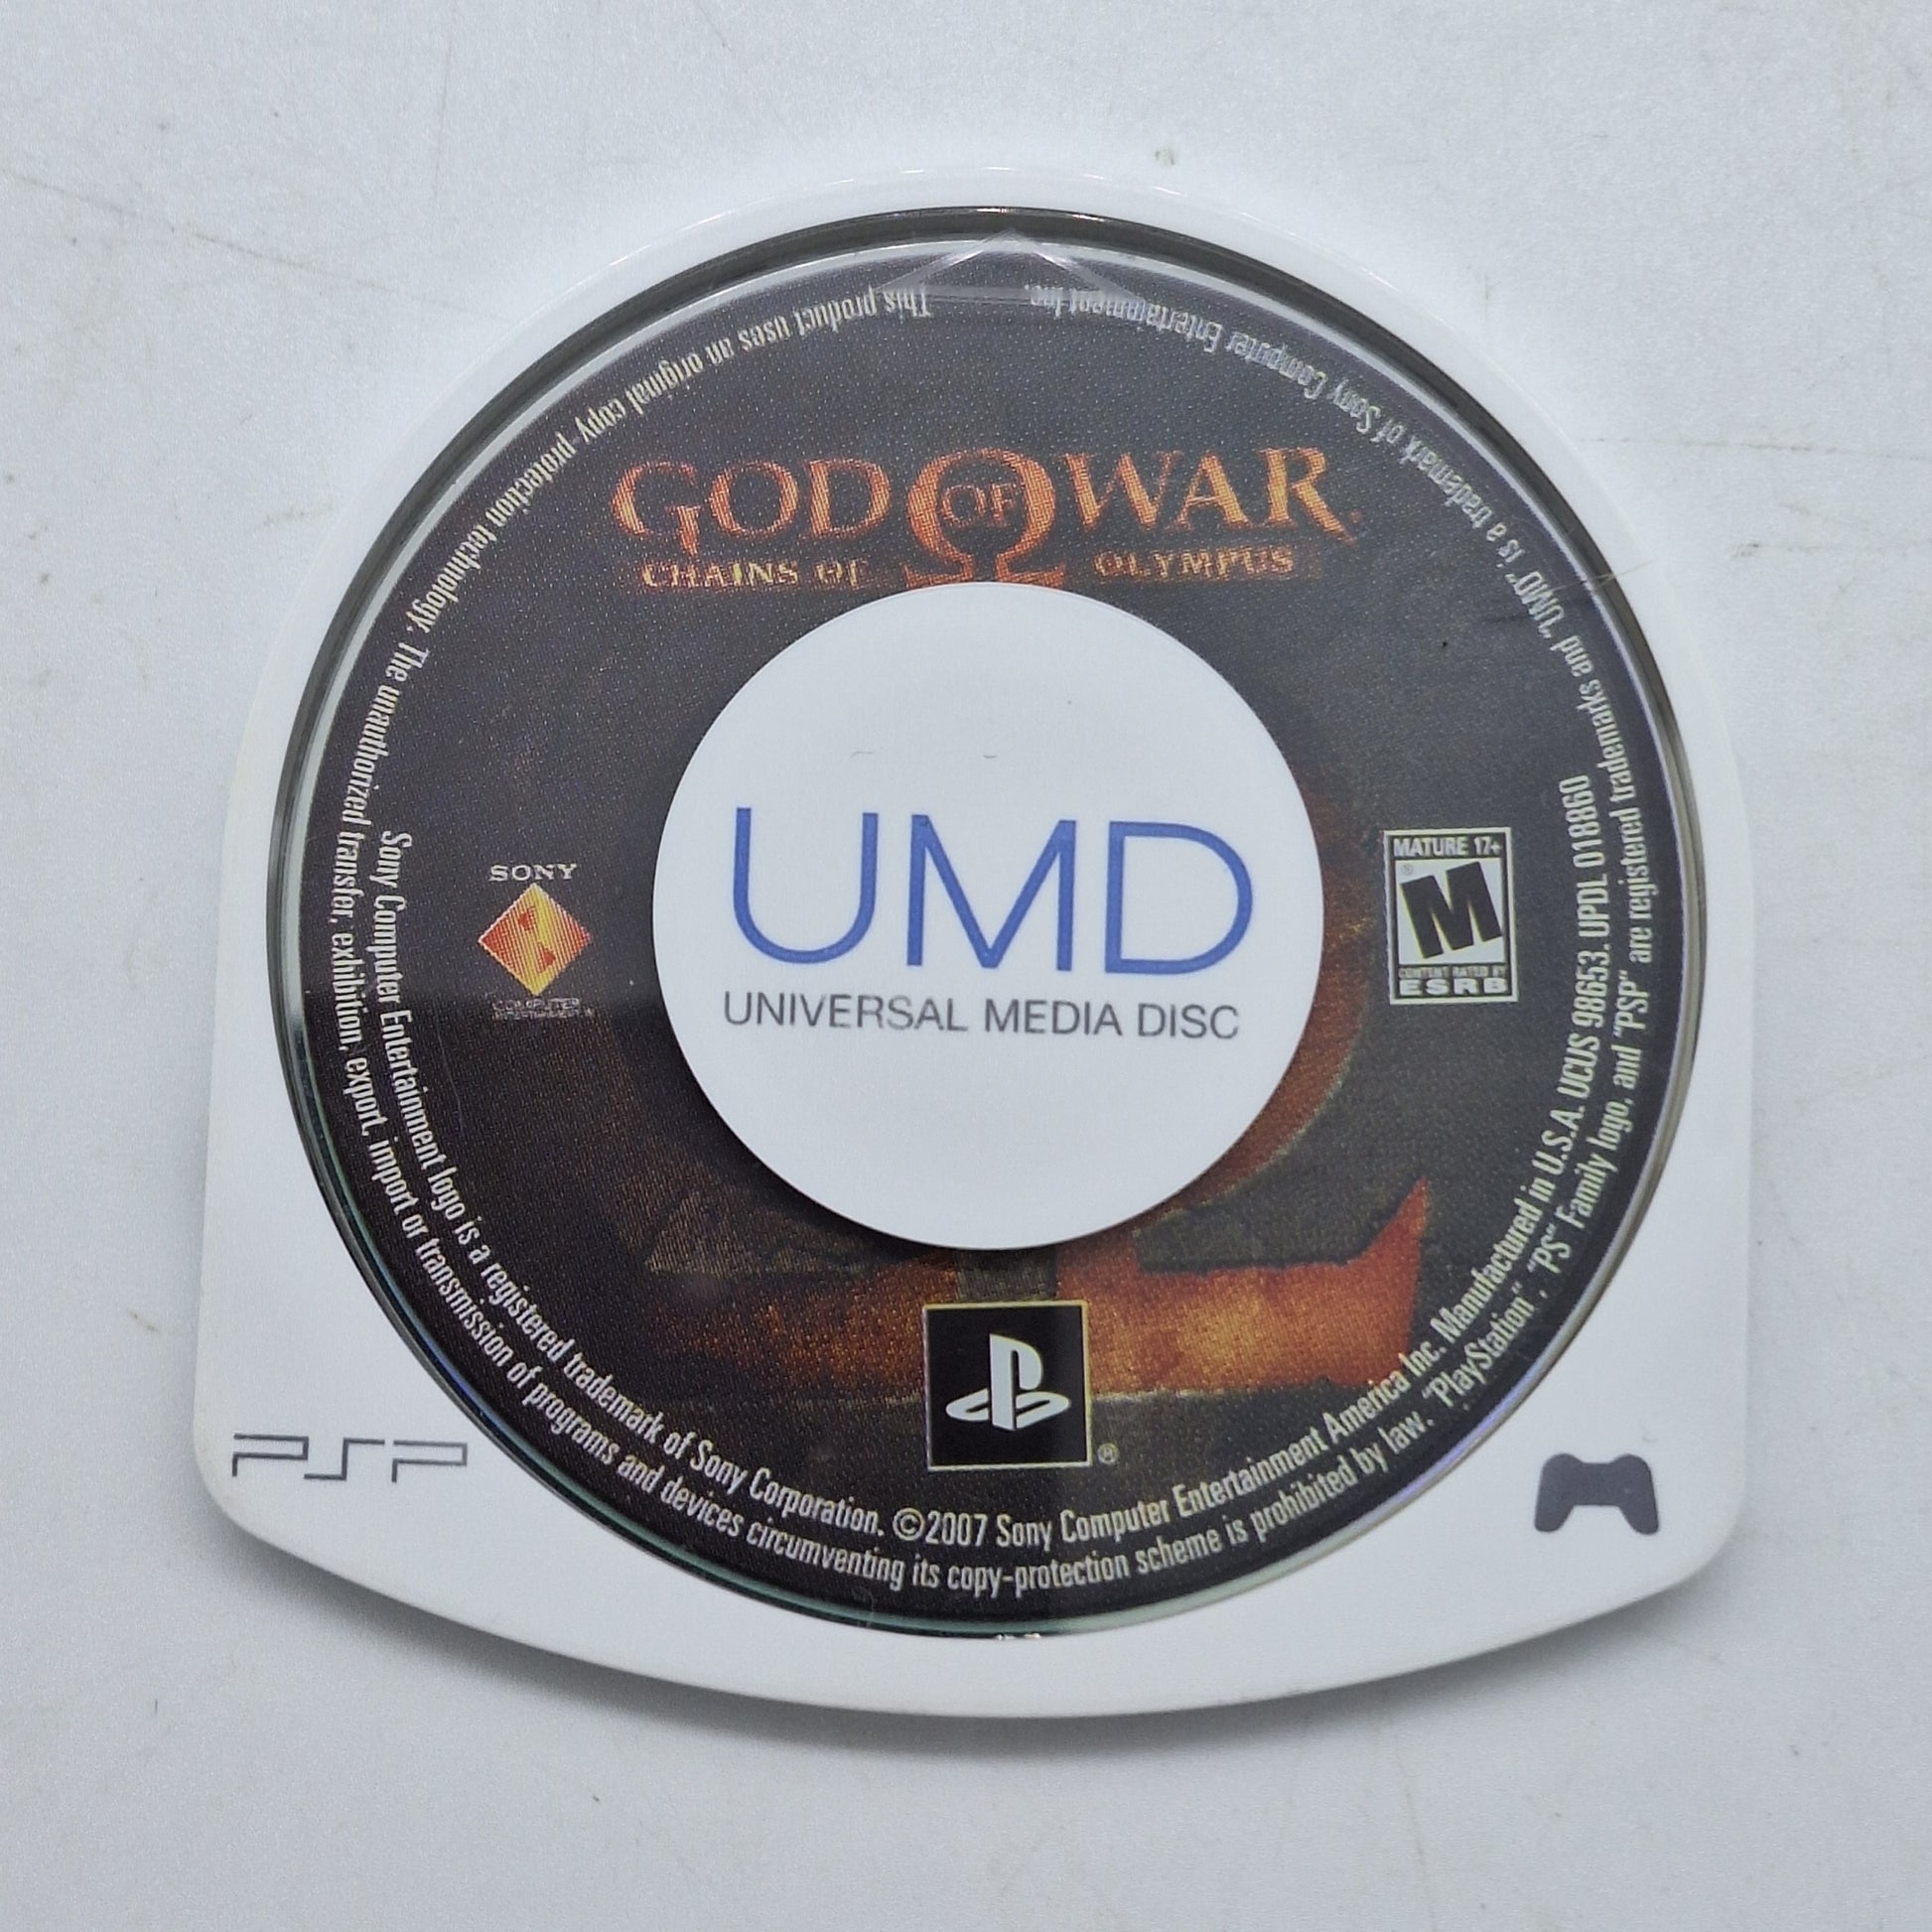 GOD OF WAR
CHAINS OF OLYMPUS
UMD
UNIVERSAL MEDIA DISC
SONY
COMPUTER
ENTERTAINMENT
MATURE 17+
M
CONTENT RATED BY
ESRB
PSP
This product uses an original copy protection technology. The unauthorized transfer, exhibition, export, import or transmission of programs and devices circumventing its copy-protection scheme is prohibited by law. "PlayStation", "PS" Family logo, and "PSP" are registered trademarks and "UMD" is a trademark of Sony Computer Entertainment Inc.
Sony Computer Entertainment logo is a registered trademark of Sony Corporation. ©2007 Sony Computer Entertainment America Inc. Manufactured in U.S.A. UCUS 98653. UPDL 018860
®